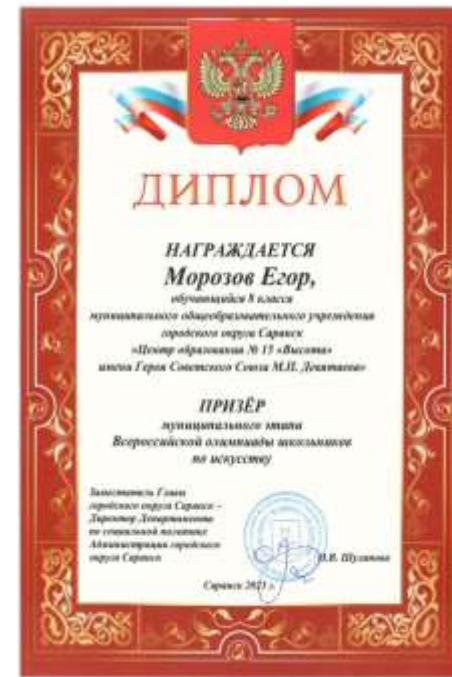 ДИПЛОМ
НАГРАЖДАЕТСЯ
Морозов Егор,
обучающийся 8 класса
муниципального общеобразовательного учреждения
городского округа Саранск
«Центр образования № 15 «Высота»
имени Героя Советского Союза М.П. Девятаева»
ПРИЗЁР
муниципального этапа
Всероссийской олимпиады школьников
по искусству
Заместитель Главы
городского округа Саранск –
Директор Департамента
по социальной политике
Администрации городского
округа Саранск
Саранск 2021 г.